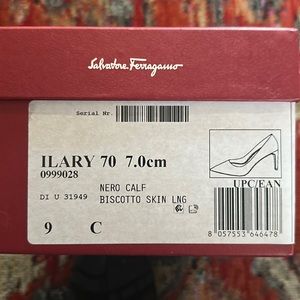 Salvatore Ferragamo
Serial Nr.
ILARY 70 7.0cm
0999028
NERO CALF
DI U 31949
BISCOTTO SKIN LNG
UPC/EAN
9 C
8 057553 646478